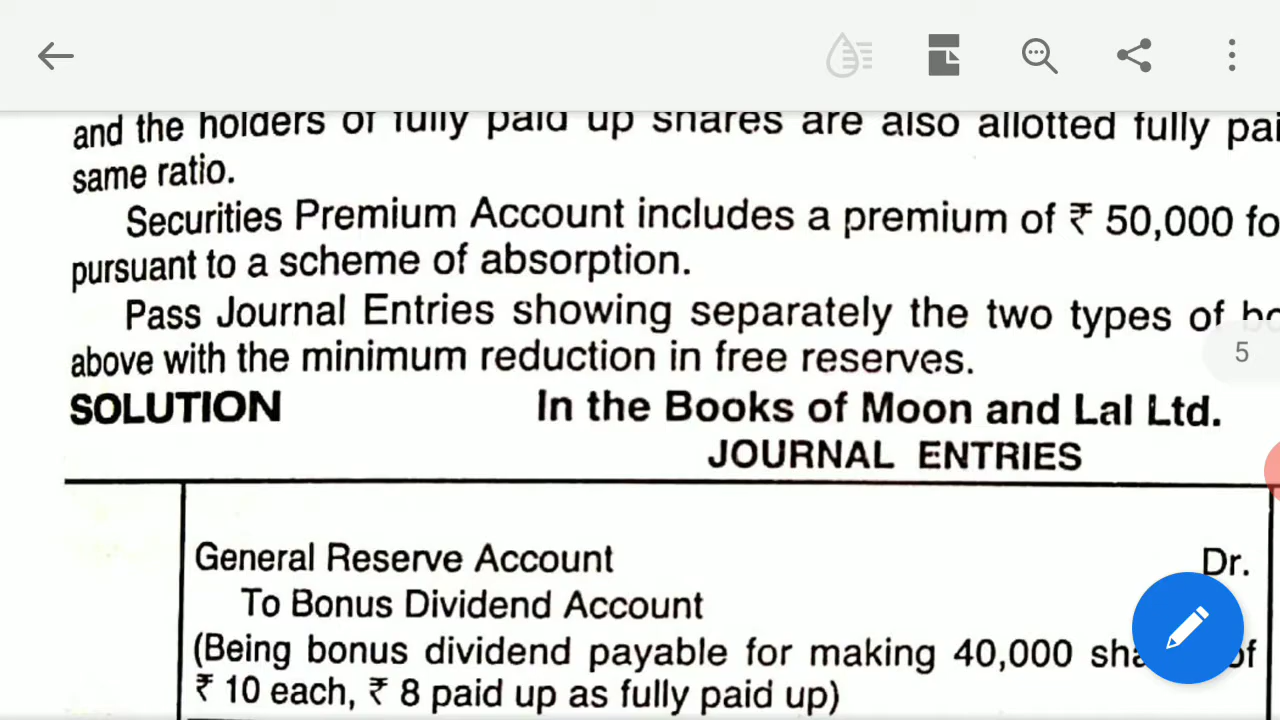 and the holders of fully paid up shares are also allotted fully pai
same ratio.
Securities Premium Account includes a premium of ₹ 50,000 fo
pursuant to a scheme of absorption.
Pass Journal Entries showing separately the two types of bo
5
above with the minimum reduction in free reserves.
SOLUTION In the Books of Moon and Lal Ltd.
JOURNAL ENTRIES
General Reserve Account Dr.
To Bonus Dividend Account
(Being bonus dividend payable for making 40,000 sha of
₹ 10 each, ₹ 8 paid up as fully paid up)